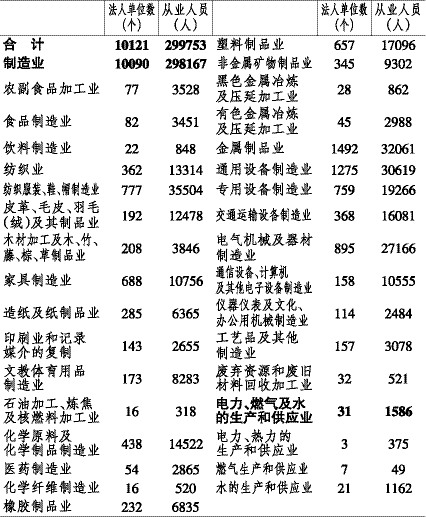 法人单位数 从业人员 法人单位数 从业人员
(个) (人) (个) (人)
合 计 10121 299753 塑料制品业 657 17096
制造业 10090 298167 非金属矿物制品业 345 9302
农副食品加工业 77 3528 黑色金属冶炼
及压延加工业 28 862
食品制造业 82 3451 有色金属冶炼
及压延加工业 45 2988
饮料制造业 22 848 金属制品业 1492 32061
纺织业 362 13314 通用设备制造业 1275 30619
纺织服装、鞋、帽制造业 777 35504 专用设备制造业 759 19266
皮革、毛皮、羽毛
(绒)及其制品业 192 12478 交通运输设备制造业 368 16081
木材加工及木、竹、
藤、棕、草制品业 208 3846 电气机械及器材
制造业 895 27166
家具制造业 688 10756 通信设备、计算机
及其他电子设备制造业 158 10555
造纸及纸制品业 285 6365 仪器仪表及文化、
办公用机械制造业 114 2484
印刷业和记录
媒介的复制 143 2655 工艺品及其他
制造业 157 3078
文教体育用品
制造业 173 8283 废弃资源和废旧
材料回收加工业 32 521
石油加工、炼焦
及核燃料加工业 16 318 电力、燃气及水
的生产和供应业 31 1586
化学原料及
化学制品制造业 438 14522 电力、热力的
生产和供应业 3 375
医药制造业 54 2865 燃气生产和供应业 7 49
化学纤维制造业 16 520 水的生产和供应业 21 1162
橡胶制品业 232 6835